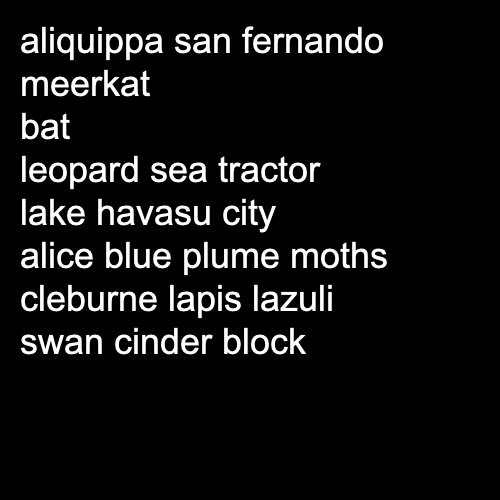 aliquippa san fernando
meerkat
bat
leopard sea tractor
lake havasu city
alice blue plume moths
cleburne lapis lazuli
swan cinder block